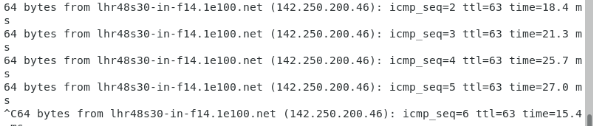 64 bytes from lhr48s30-in-f14.1e100.net (142.250.200.46): icmp_seq=2 ttl=63 time=18.4 m
s
64 bytes from lhr48s30-in-f14.1e100.net (142.250.200.46): icmp_seq=3 ttl=63 time=21.3 m
s
64 bytes from lhr48s30-in-f14.1e100.net (142.250.200.46): icmp_seq=4 ttl=63 time=25.7 m
s
64 bytes from lhr48s30-in-f14.1e100.net (142.250.200.46): icmp_seq=5 ttl=63 time=27.0 m
s
^C64 bytes from lhr48s30-in-f14.1e100.net (142.250.200.46): icmp_seq=6 ttl=63 time=15.4
ms